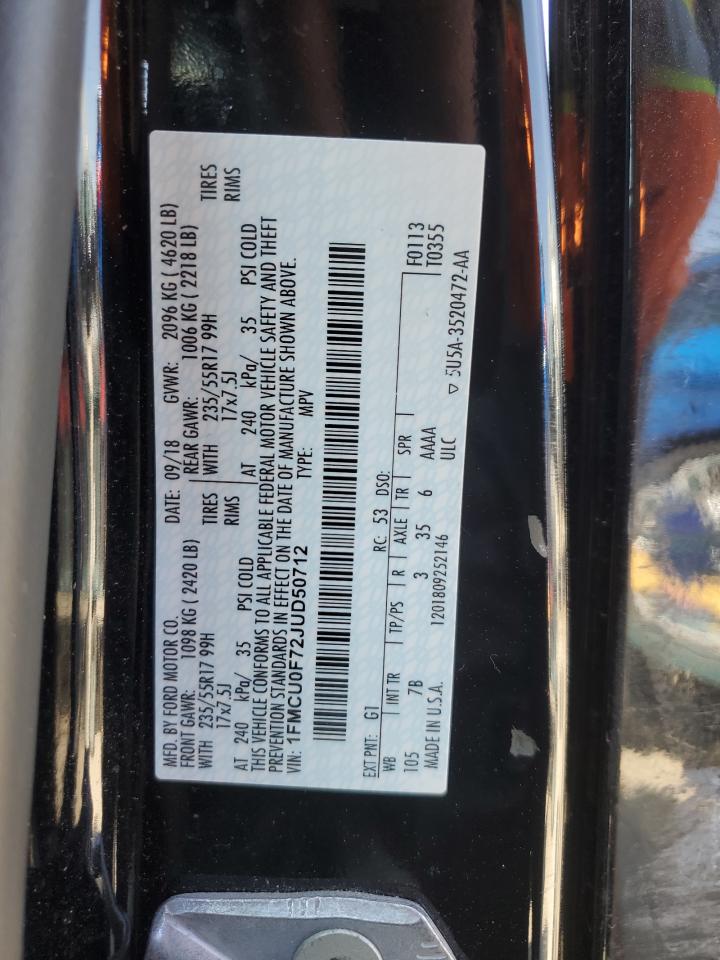 MFD. BY FORD MOTOR CO. DATE: 09/18 GVWR: 2096 KG ( 4620 LB)
FRONT GAWR: 1098 KG ( 2420 LB) REAR GAWR: 1006 KG ( 2218 LB)
WITH 235/55R17 99H TIRES WITH 235/55R17 99H TIRES
17x7.5J RIMS 17x7.5J RIMS
AT 240 kPa/ 35 PSI COLD AT 240 kPa/ 35 PSI COLD
THIS VEHICLE CONFORMS TO ALL APPLICABLE FEDERAL MOTOR VEHICLE SAFETY AND THEFT
PREVENTION STANDARDS IN EFFECT ON THE DATE OF MANUFACTURE SHOWN ABOVE.
VIN: 1FMCU0F72JUD50712 TYPE: MPV
EXT PNT: G1 RC: 53 DSO:
WB INT TR TP/PS R AXLE TR SPR F0113
105 7B 3 35 6 AAAA T0355
MADE IN U.S.A. 1201809252146 ULC ▽ 5U5A-3520472-AA